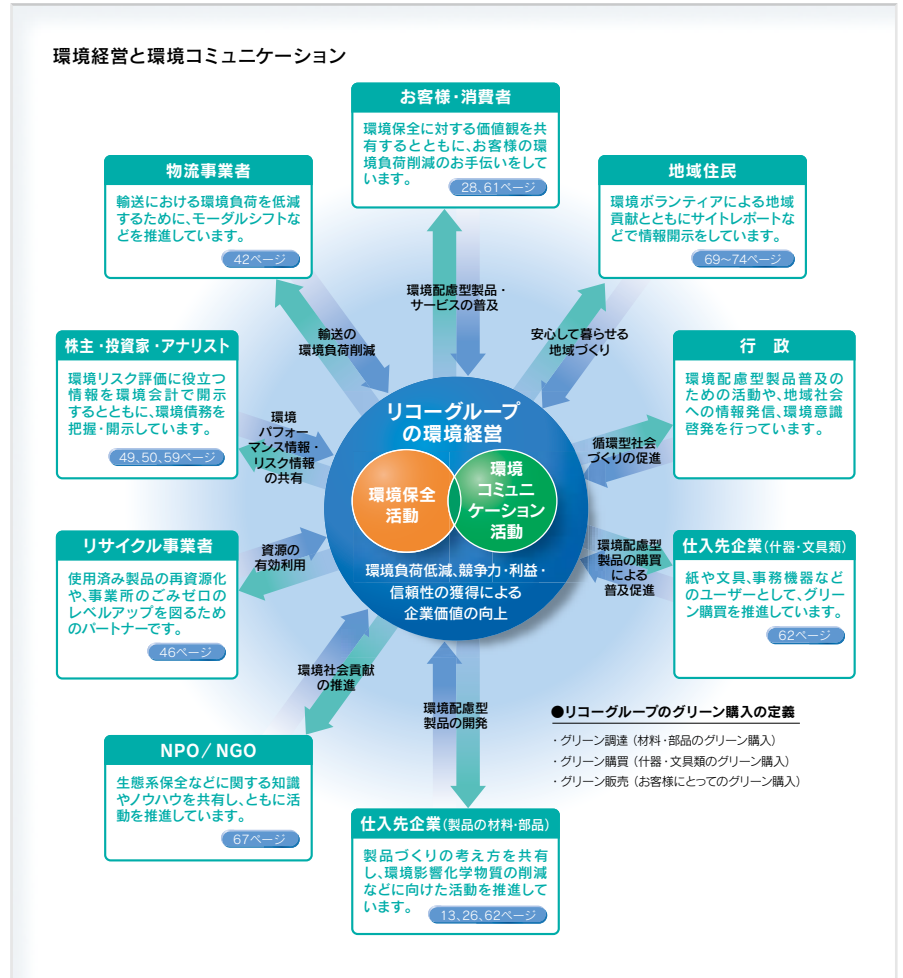 環境経営と環境コミュニケーション
お客様・消費者
環境保全に対する価値観を共
有するとともに、お客様の環
境負荷削減のお手伝いをして
います。
28、61ページ
物流事業者
輸送における環境負荷を低減
するために、モーダルシフトな
どを推進しています。
42ページ
地域住民
環境ボランティアによる地域
貢献とともにサイトレポートな
どで情報開示をしています。
69~74ページ
環境配慮型製品・
サービスの普及
輸送の
環境負荷削減
安心して暮らせる
地域づくり
株主・投資家・アナリスト
環境リスク評価に役立つ
情報を環境会計で開示
するとともに、環境債務を
把握・開示しています。
49、50、59ページ
環境
パフォー
マンス情報・
リスク情報
の共有
行 政
環境配慮型製品普及の
ための活動や、地域社会
への情報発信、環境意識
啓発を行っています。
循環型社会
づくりの促進
リコーグループ
の環境経営
環境保全
活動
環境
コミュニ
ケーション
活動
環境負荷低減、競争力・利益・
信頼性の獲得による
企業価値の向上
リサイクル事業者
使用済み製品の再資源化
や、事業所のごみゼロの
レベルアップを図るため
のパートナーです。
46ページ
資源の
有効利用
環境配慮型
製品の購買
による
普及促進
仕入先企業(什器・文具類)
紙や文具、事務機器など
のユーザーとして、グリー
ン購買を推進しています。
62ページ
環境社会貢献
の推進
環境配慮型
製品の開発
NPO/NGO
生態系保全などに関する知識
やノウハウを共有し、ともに活
動を推進しています。
67ページ
仕入先企業(製品の材料・部品)
製品づくりの考え方を共有
し、環境影響化学物質の削減
などに向けた活動を推進して
います。
13、26、62ページ
●リコーグループのグリーン購入の定義
・グリーン調達(材料・部品のグリーン購入)
・グリーン購買(什器・文具類のグリーン購入)
・グリーン販売(お客様にとってのグリーン購入)